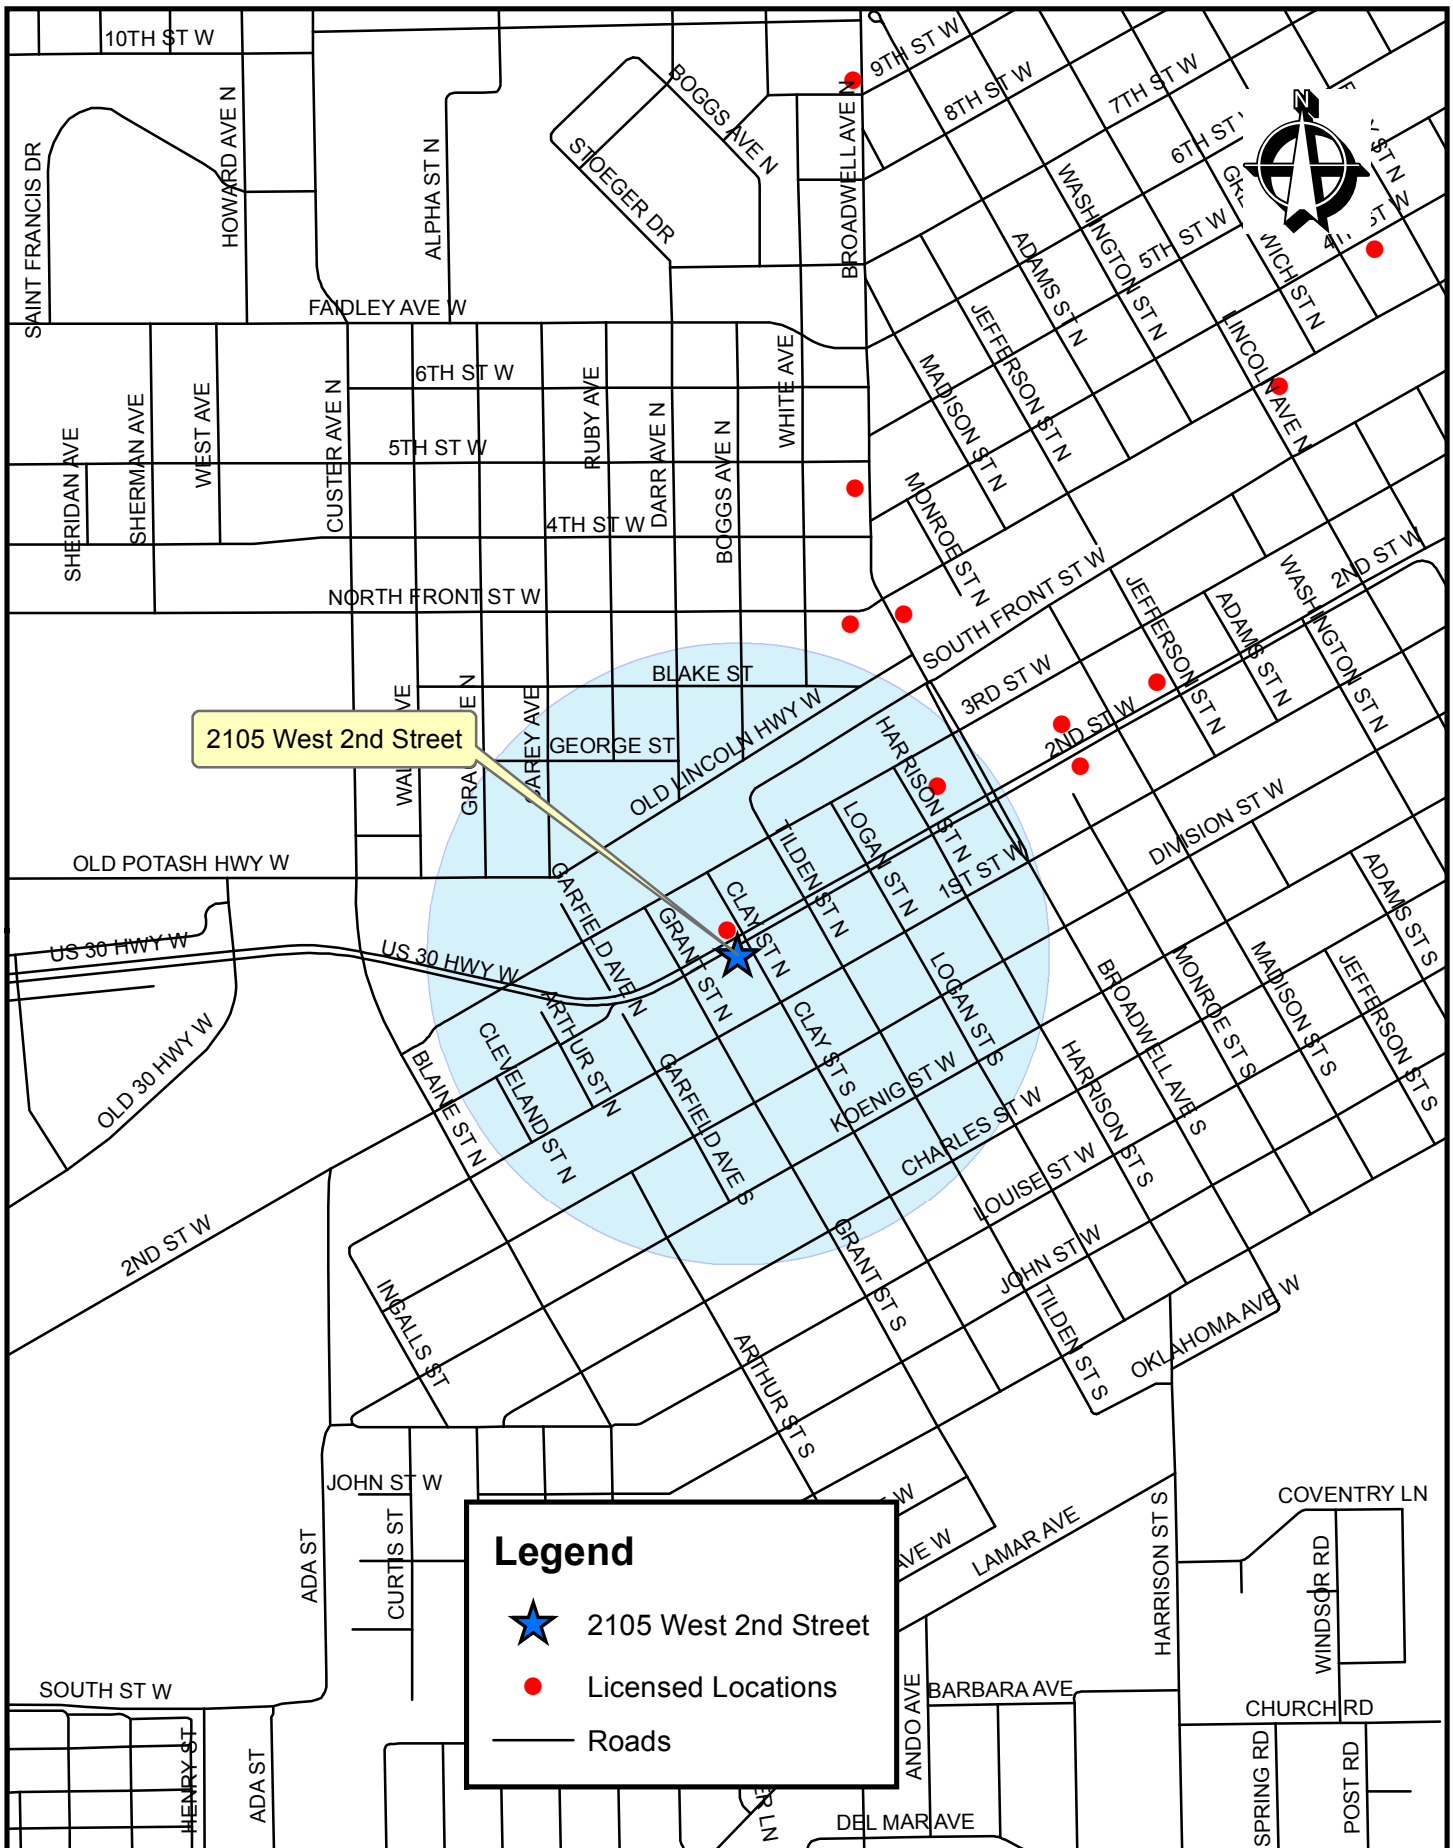 10TH ST W
9TH ST W
8TH ST W
7TH ST W
6TH ST
N
ST N
4TH ST W
5TH ST W
BOGGS AVE N
STOEGER DR
BROADWELL AVE N
SAINT FRANCIS DR
HOWARD AVE N
ALPHA ST N
WASHINGTON ST N
ADAMS ST N
JEFFERSON ST N
MADISON ST N
LINCOLN AVE N
WICH ST N
FAIDLEY AVE W
6TH ST W
5TH ST W
4TH ST W
NORTH FRONT ST W
SHERIDAN AVE
SHERMAN AVE
WEST AVE
CUSTER AVE N
RUBY AVE
DARR AVE N
BOGGS AVE N
WHITE AVE
MONROE ST N
SOUTH FRONT ST W
2ND ST W
JEFFERSON ST N
ADAMS ST N
WASHINGTON ST N
BLAKE ST
3RD ST W
2ND ST W
2105 West 2nd Street
GEORGE ST
OLD LINCOLN HWY W
HARRISON ST N
LOGAN ST N
TILDEN ST N
CLAY ST N
1ST ST W
DIVISION ST W
OLD POTASH HWY W
US 30 HWY W
US 30 HWY W
OLD 30 HWY W
GARFIELD AVE N
GRANT ST N
ARTHUR ST N
CLEVELAND ST N
BLAINE ST N
GARFIELD AVE S
CLAY ST S
LOGAN ST S
KOENIG ST W
CHARLES ST W
LOUISE ST W
JOHN ST W
BROADWELL AVE S
MONROE ST S
MADISON ST S
JEFFERSON ST S
ADAMS ST S
HARRISON ST S
2ND ST W
INGALLS ST
GRANT ST S
ARTHUR ST S
TILDEN ST S
OKLAHOMA AVE W
JOHN ST W
ADA ST
CURTIS ST
W
AVE W
LAMAR AVE
HARRISON ST S
COVENTRY LN
WINDSOR RD
Legend
2105 West 2nd Street
Licensed Locations
Roads
SOUTH ST W
HENRY ST
ADA ST
ANDO AVE
BARBARA AVE
CHURCH RD
SPRING RD
POST RD
LN
DEL MAR AVE